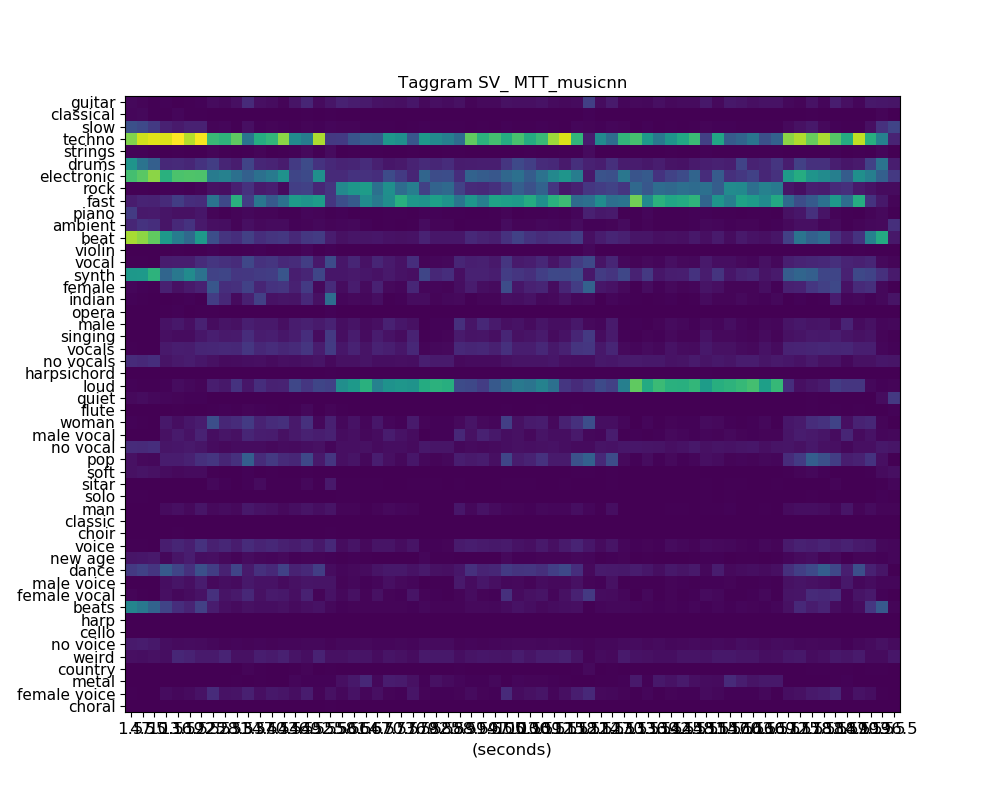 Taggram SV_ MTT_musicnn
guitar
classical
slow
techno
strings
drums
electronic
rock
fast
piano
ambient
beat
violin
vocal
synth
female
indian
opera
male
singing
vocals
no vocals
harpsichord
loud
quiet
flute
woman
male vocal
no vocal
pop
soft
sitar
solo
man
classic
choir
voice
new age
dance
male voice
female vocal
beats
harp
cello
no voice
weird
country
metal
female voice
choral
(seconds)